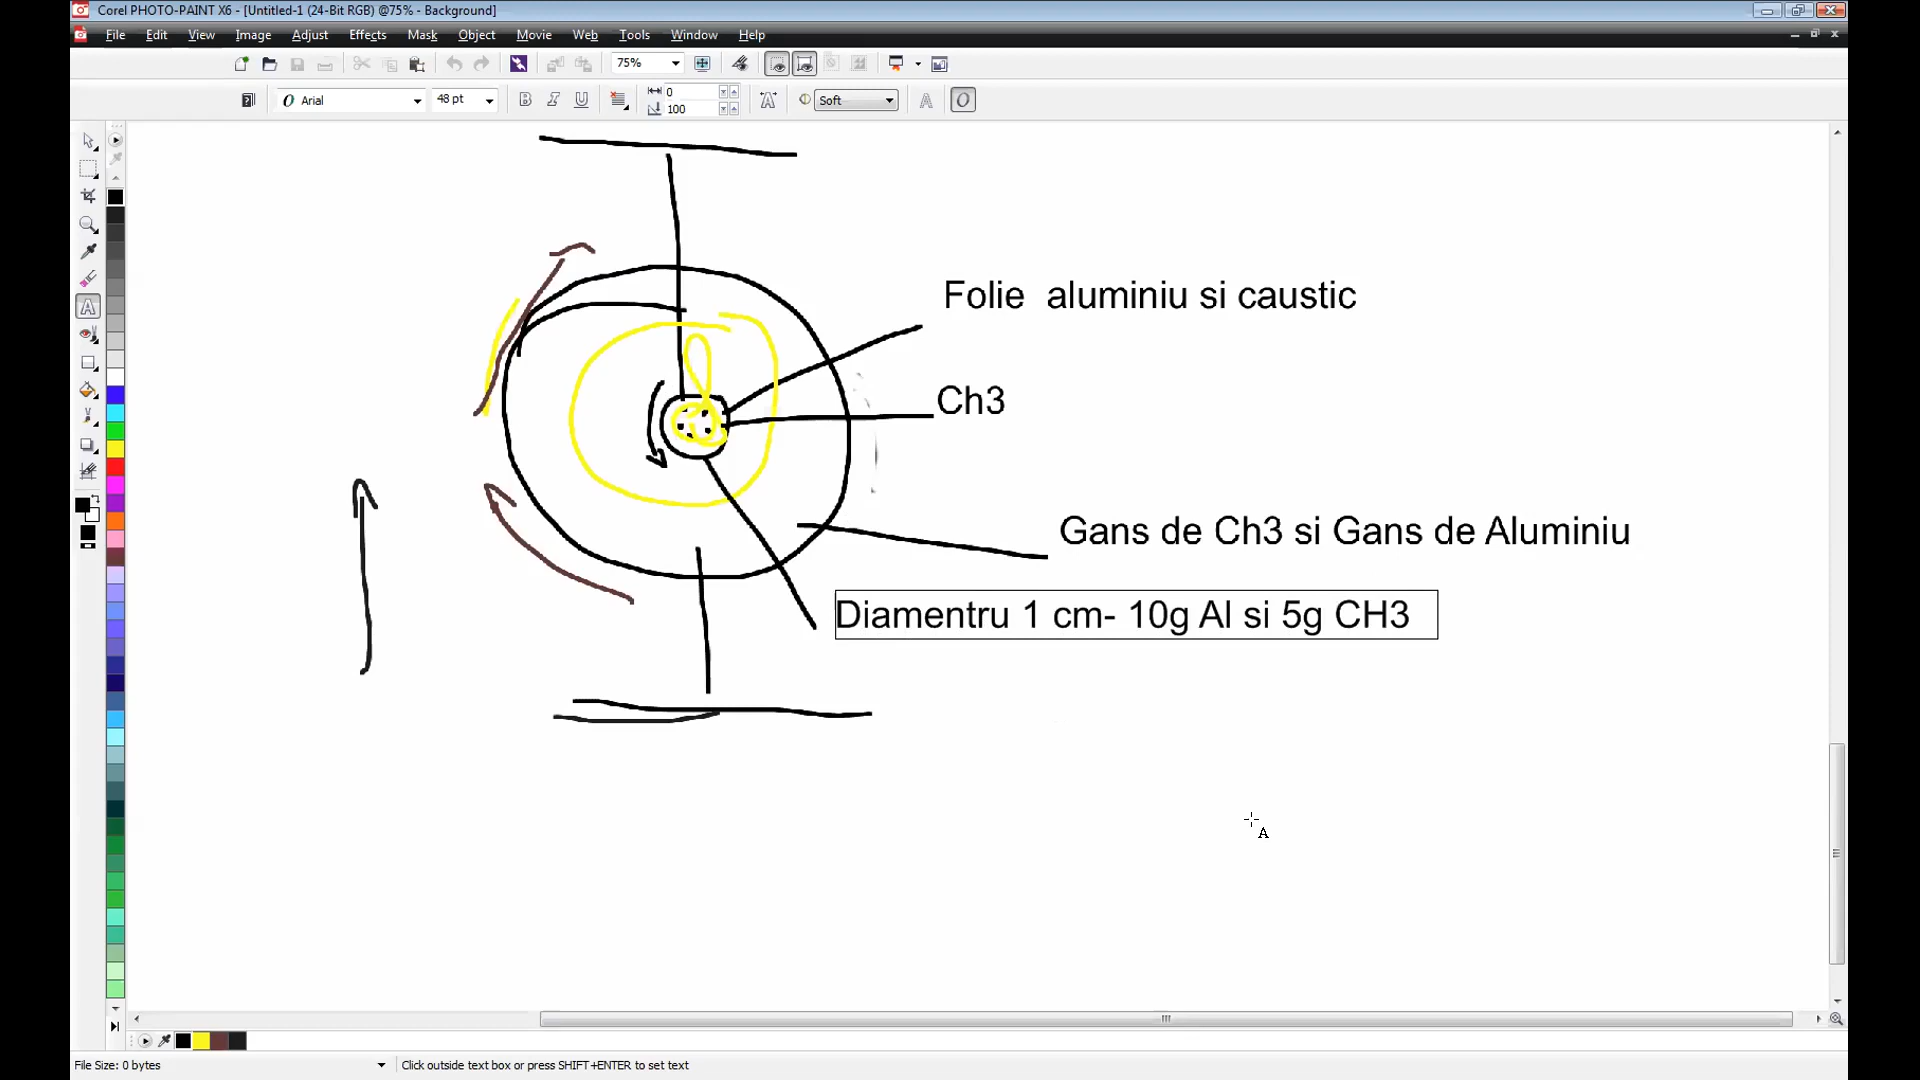 Corel PHOTO-PAINT X6 - [Untitled-1 (24-Bit RGB) @75% - Background]
File Edit View Image Adjust Effects Mask Object Movie Web Tools Window Help
75%
O Arial 48 pt B I U 0 100 Soft A O
Folie aluminiu si caustic
Ch3
Gans de Ch3 si Gans de Aluminiu
Diamentru 1 cm- 10g Al si 5g CH3
A
File Size: 0 bytes Click outside text box or press SHIFT+ENTER to set text